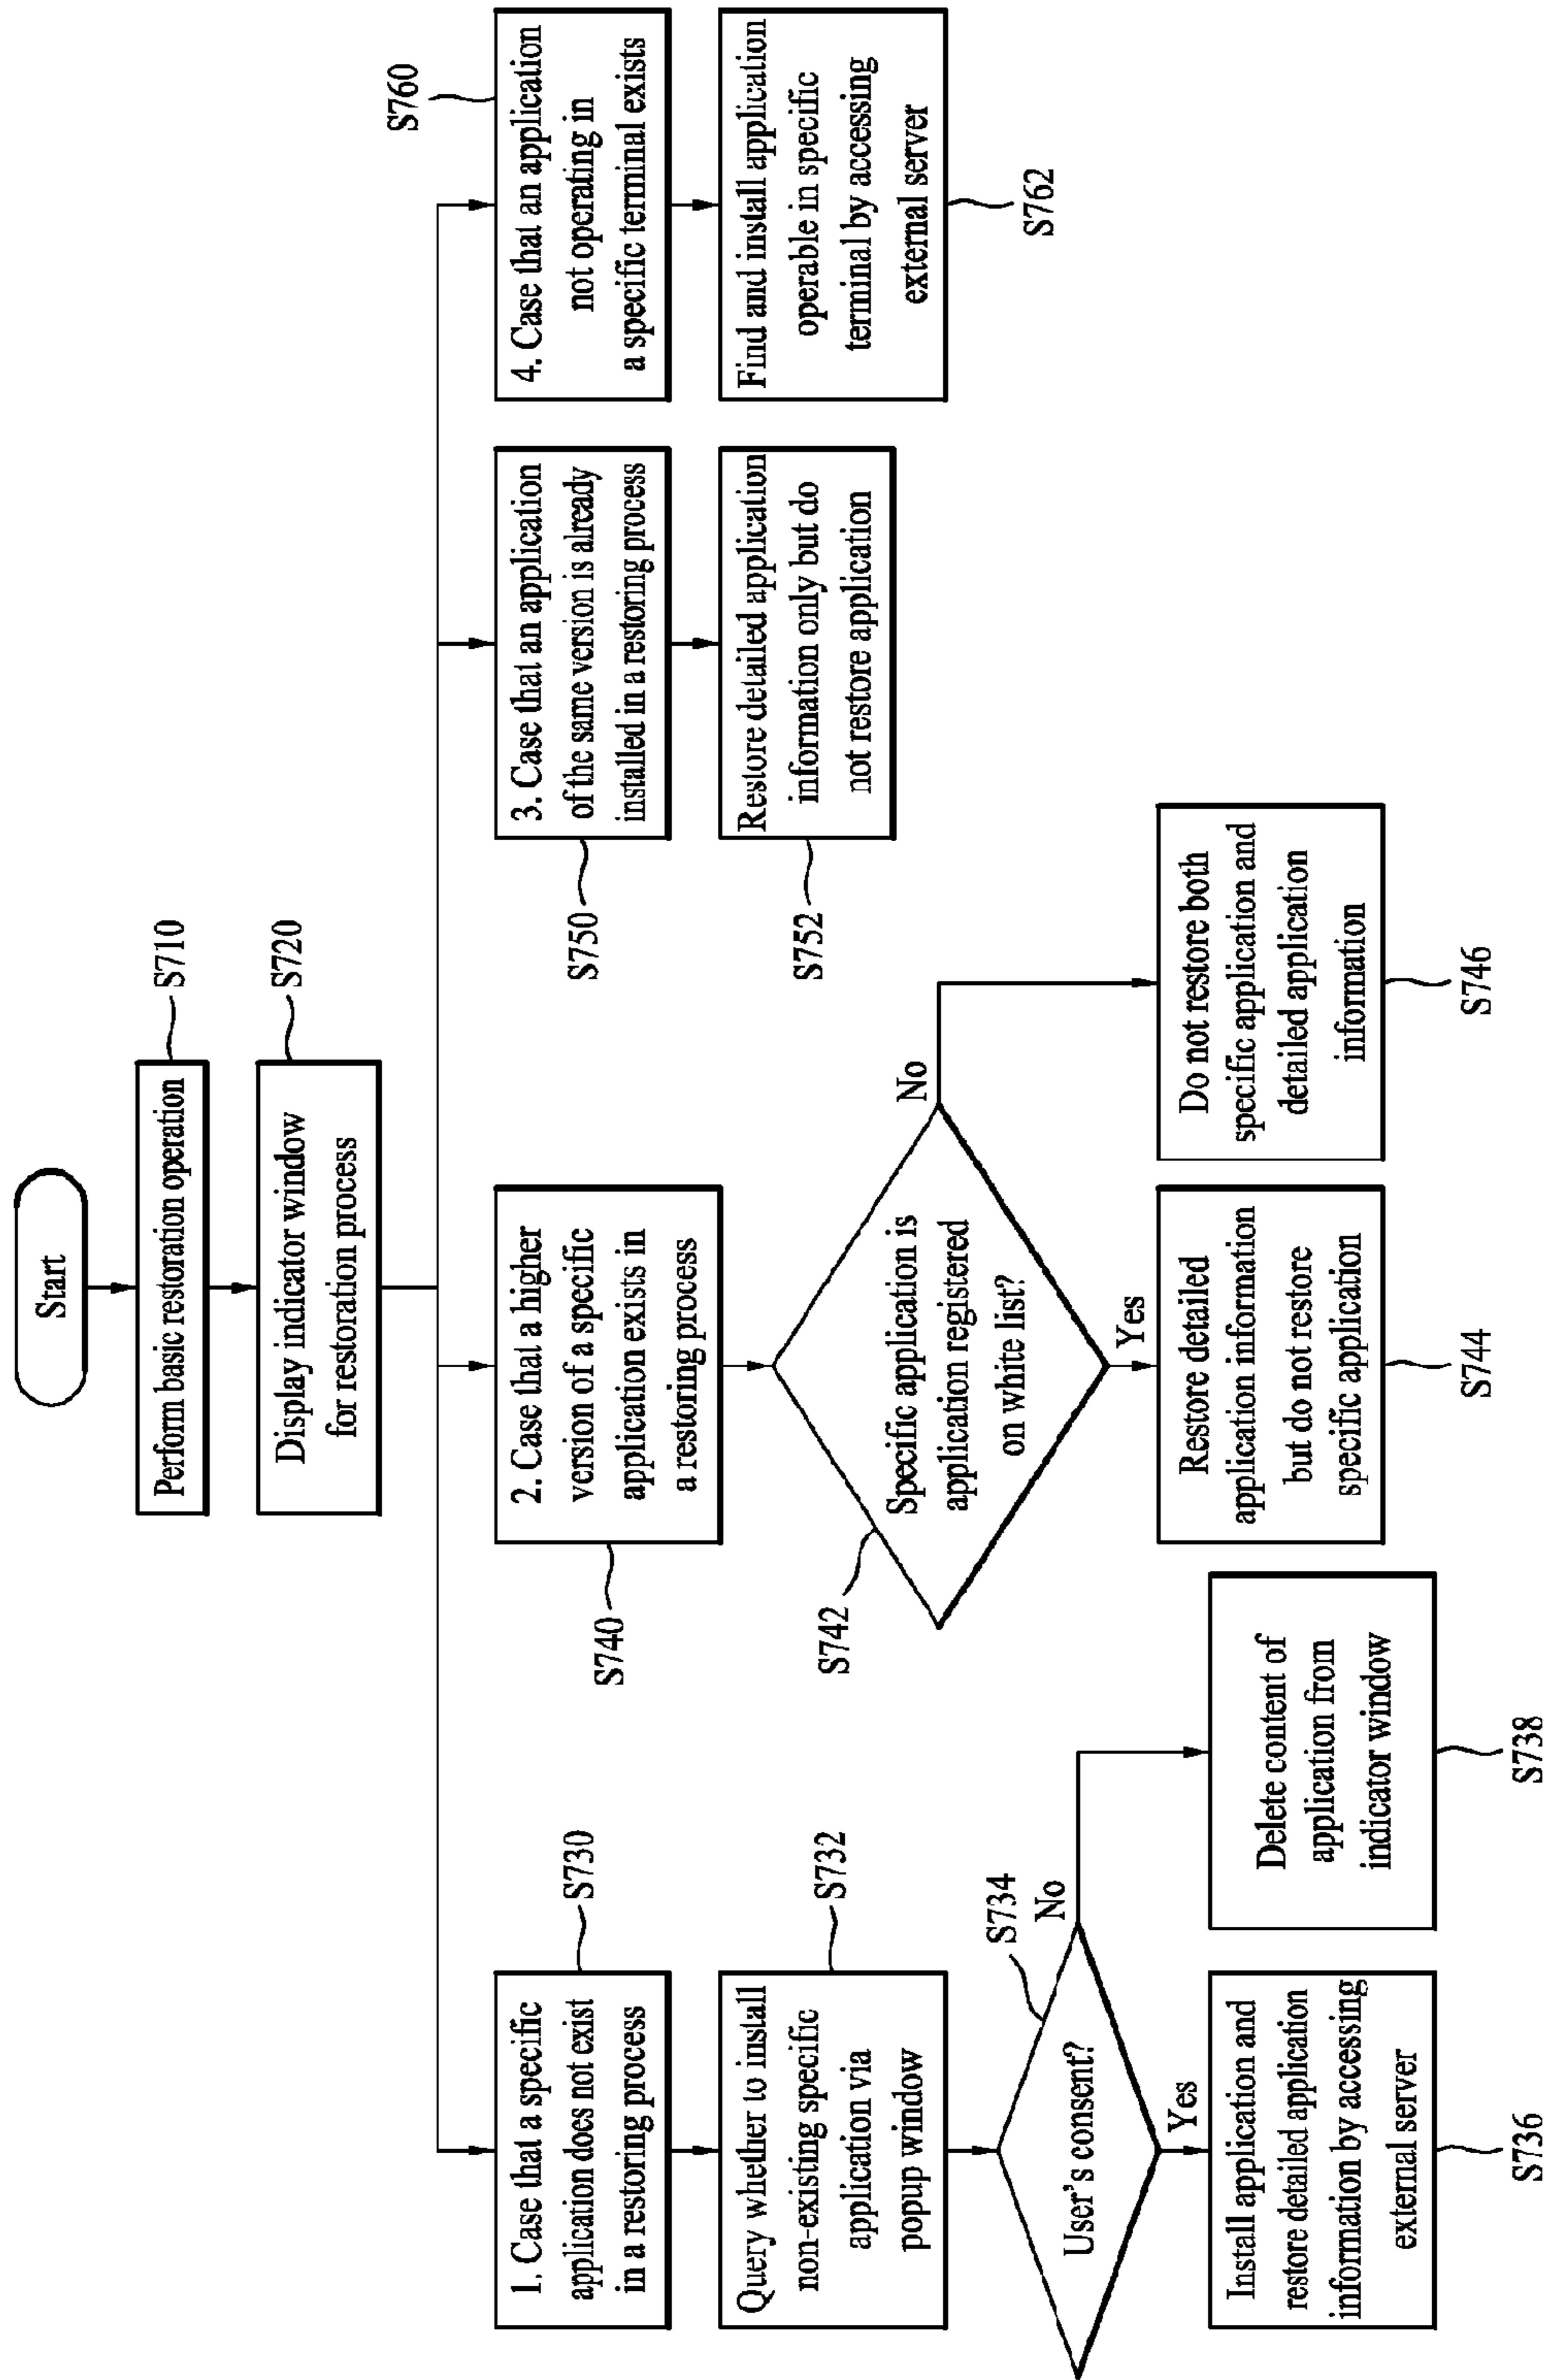 Start
Perform basic restoration operation
S710
Display indicator window
for restoration process
S720
1. Case that a specific
application does not exist
in a restoring process
S730
Query whether to install
non-existing specific
application via
popup window
S732
User's consent?
S734
No
Yes
Install application and
restore detailed application
information by accessing
external server
S736
Delete content of
application from
indicator window
S738
2. Case that a higher
version of a specific
application exists in
a restoring process
S740
Specific application is
application registered
on white list?
S742
No
Yes
Restore detailed
application information
but do not restore
specific application
S744
Do not restore both
specific application and
detailed application
information
S746
3. Case that an application
of the same version is already
installed in a restoring process
S750
Restore detailed application
information only but do
not restore application
S752
4. Case that an application
not operating in
a specific terminal exists
S760
Find and install application
operable in specific
terminal by accessing
external server
S762